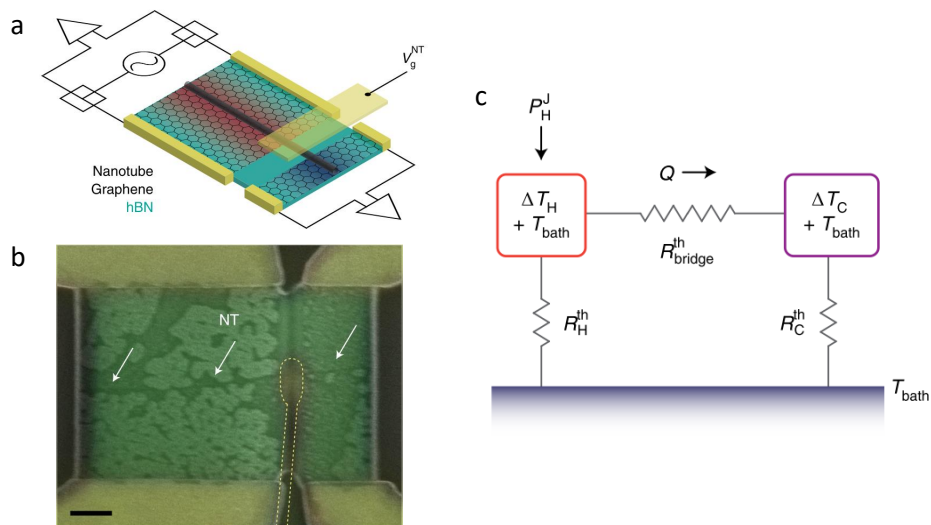 a
V_g^NT
Nanotube
Graphene
hBN
b
NT
c
P_H^J
Q
ΔT_H
+ T_bath
ΔT_C
+ T_bath
R_bridge^th
R_H^th
R_C^th
T_bath